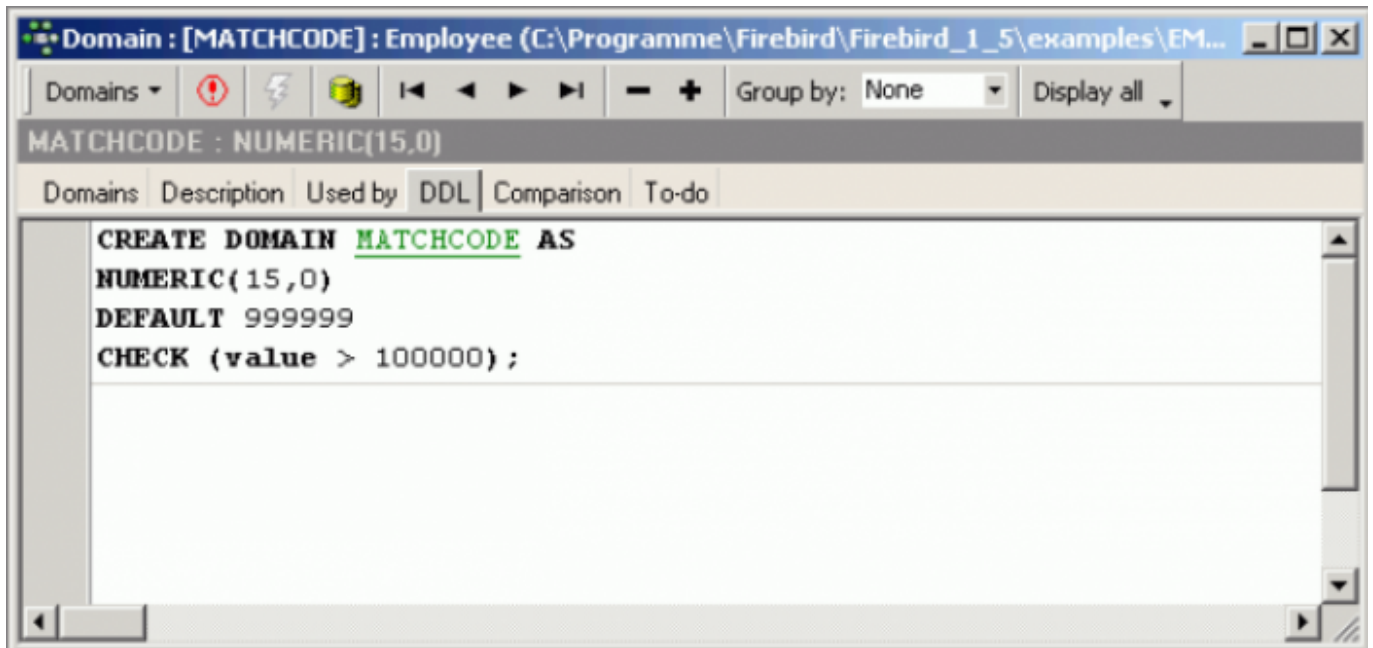 Domain : [MATCHCODE] : Employee (C:\Programme\Firebird\Firebird_1_5\examples\EM...
Domains Group by: None Display all
MATCHCODE : NUMERIC(15,0)
Domains Description Used by DDL Comparison To-do
CREATE DOMAIN MATCHCODE AS
NUMERIC(15,0)
DEFAULT 999999
CHECK (value > 100000);